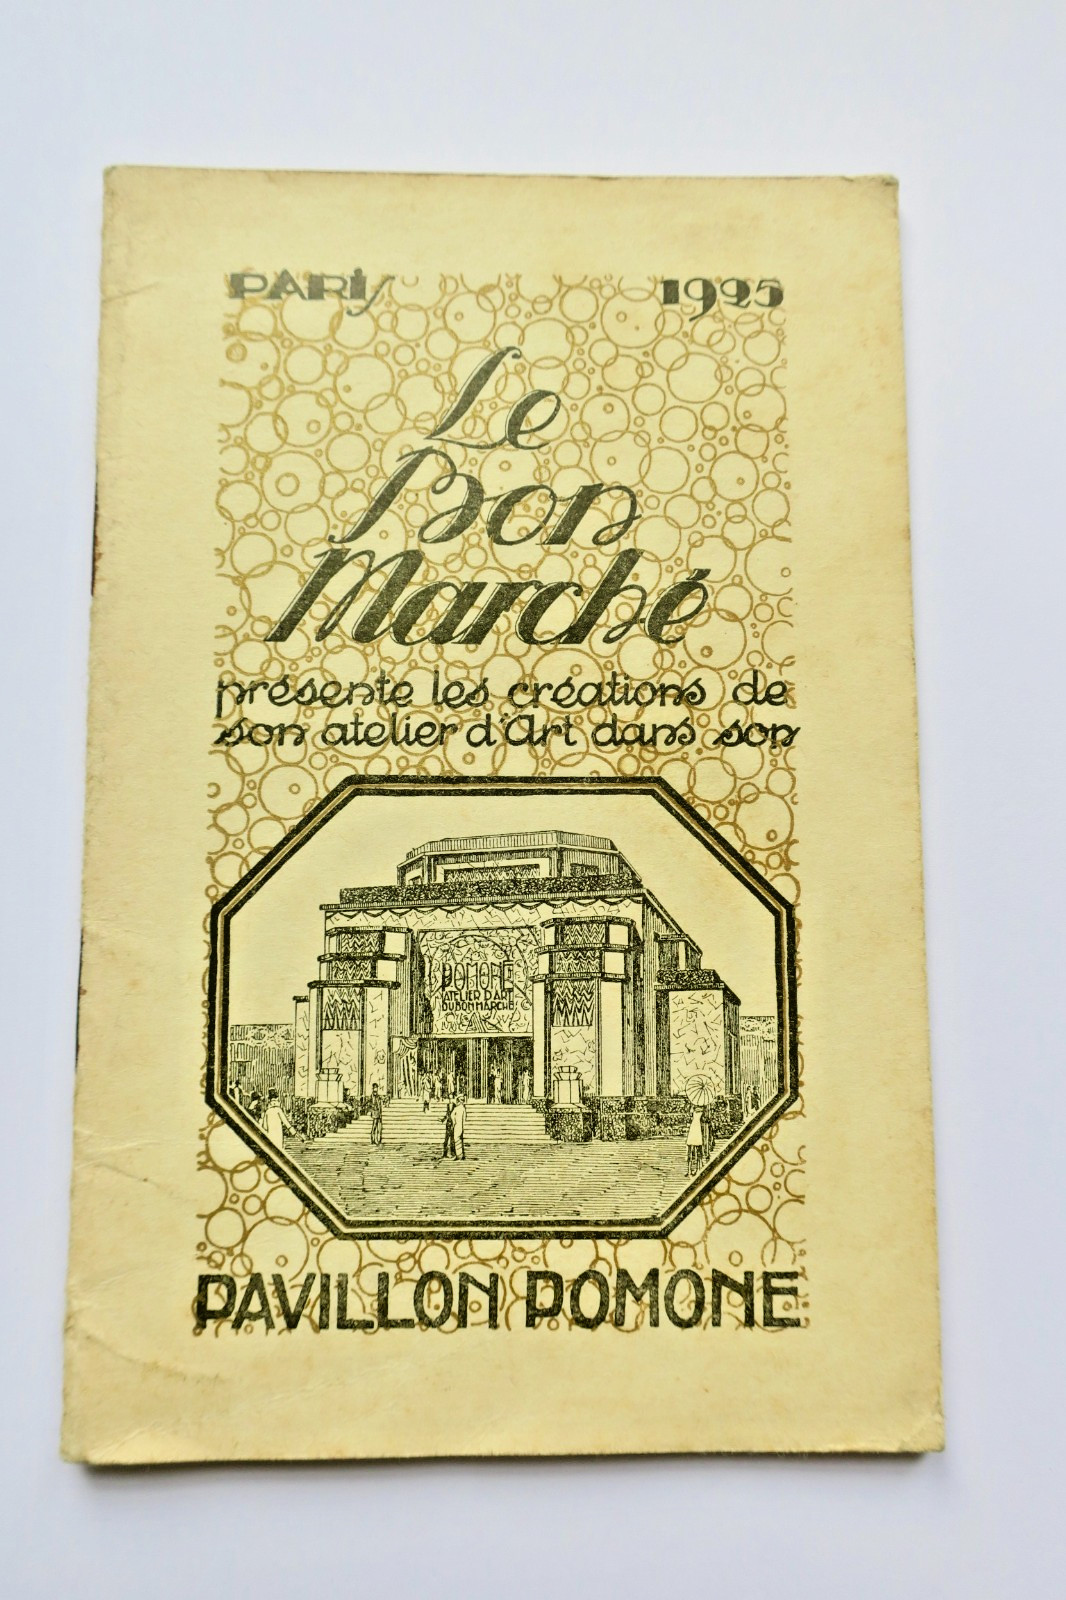 PARIS 1925
Le
Bon
Marché
présente les créations de
son atelier d'Art dans son
POMONE
ATELIER D'ART
DU BON MARCHÉ
PAVILLON POMONE